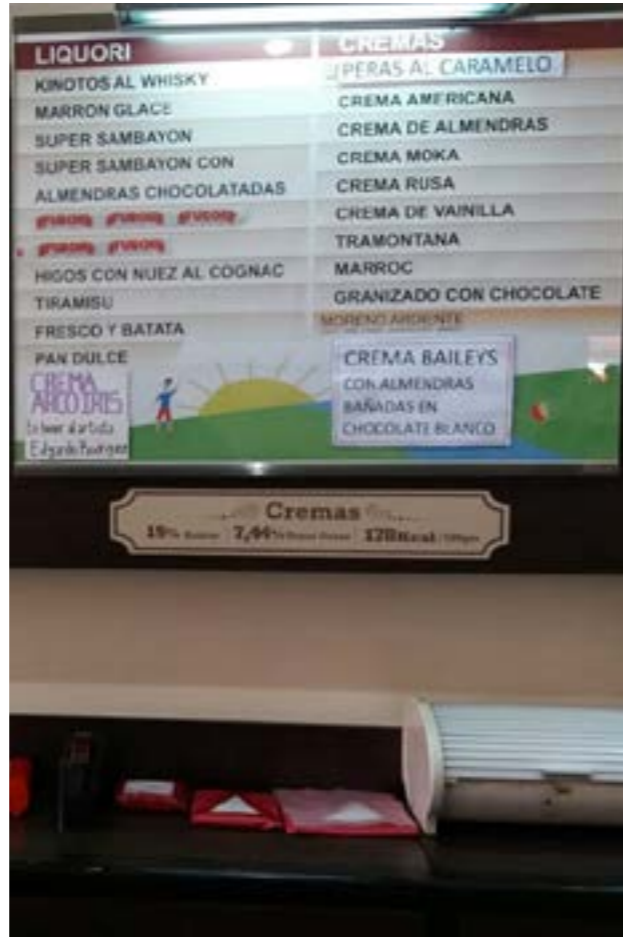 LIQUORI
KINOTOS AL WHISKY
MARRON GLACE
SUPER SAMBAYON
SUPER SAMBAYON CON
ALMENDRAS CHOCOLATADAS
HIGOS CON NUEZ AL COGNAC
TIRAMISU
FRESCO Y BATATA
PAN DULCE
CREMA
ARCO IRIS
CREMAS
PERAS AL CARAMELO
CREMA AMERICANA
CREMA DE ALMENDRAS
CREMA MOKA
CREMA RUSA
CREMA DE VAINILLA
TRAMONTANA
MARROC
GRANIZADO CON CHOCOLATE
MORENO ARDIENTE
CREMA BAILEYS
CON ALMENDRAS
BAÑADAS EN
CHOCOLATE BLANCO
Cremas